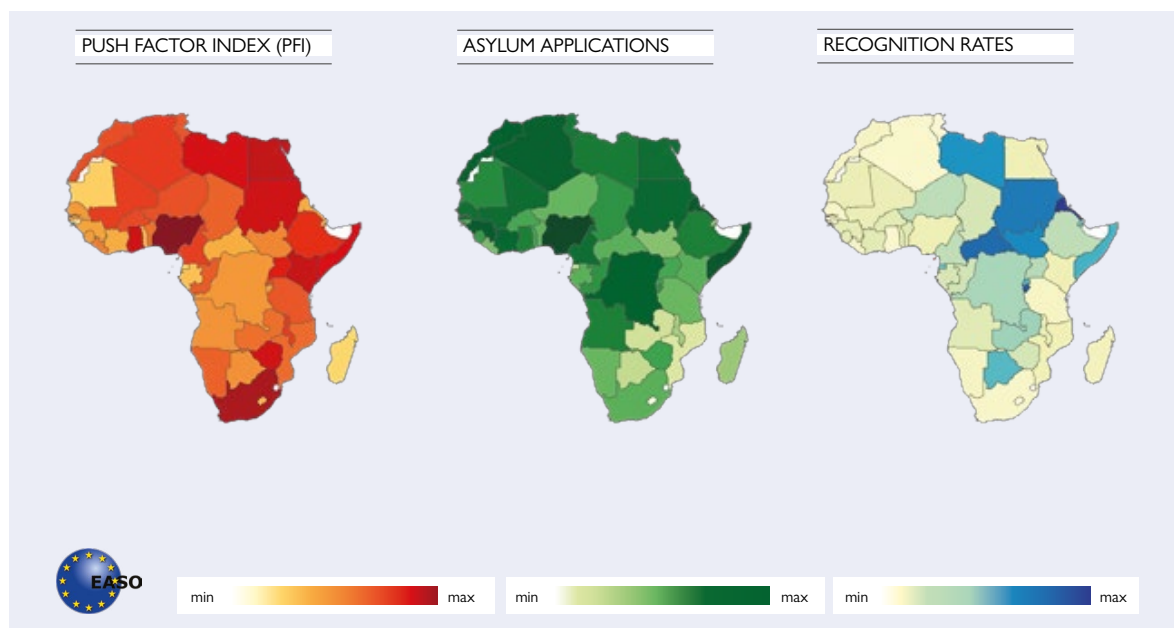 PUSH FACTOR INDEX (PFI)
ASYLUM APPLICATIONS
RECOGNITION RATES
EASO
min max
min max
min max